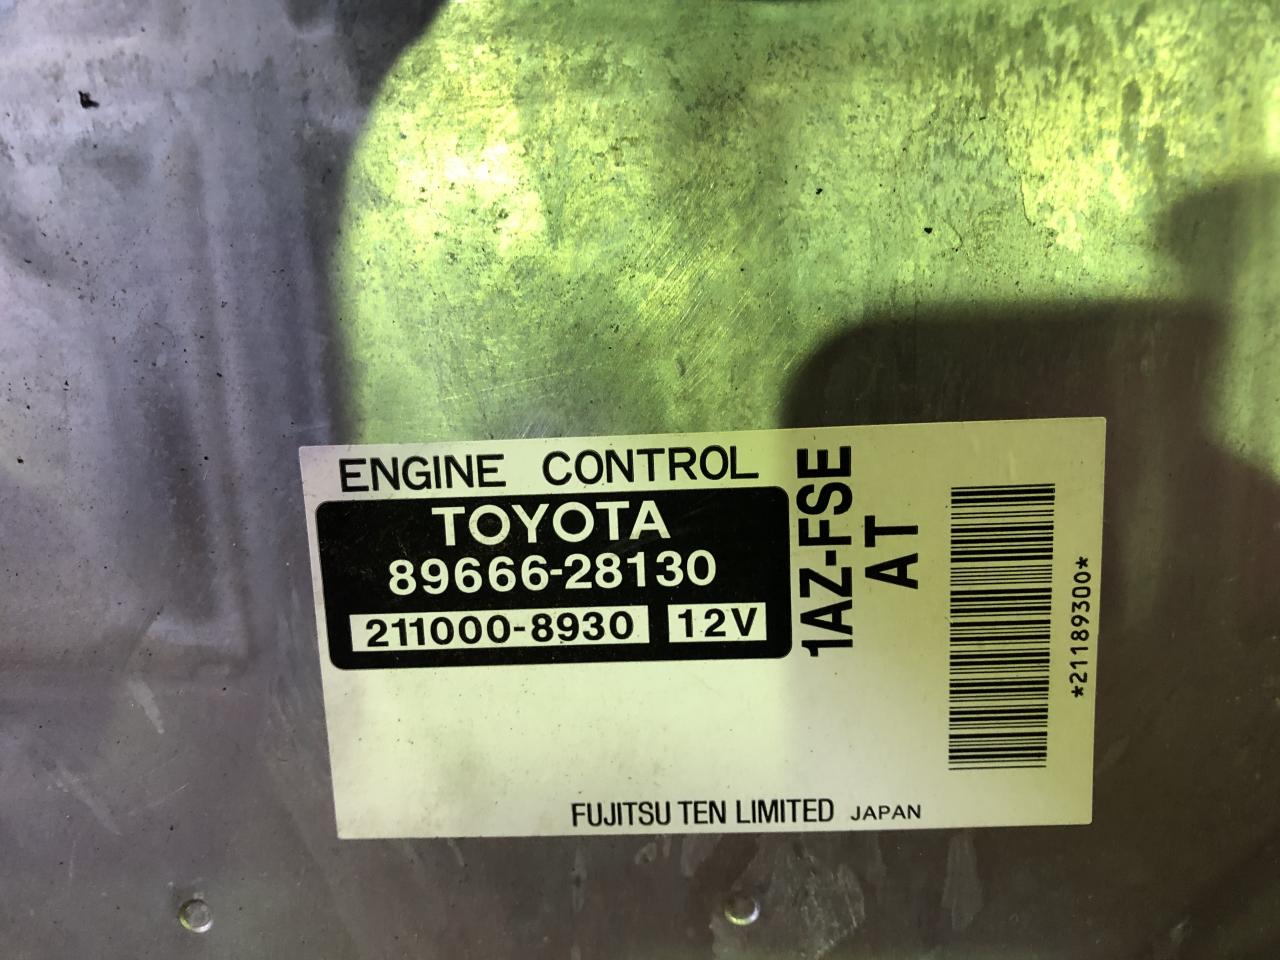 ENGINE CONTROL
TOYOTA
89666-28130
211000-8930 12V
1AZ-FSE
AT
*21189300*
FUJITSU TEN LIMITED JAPAN